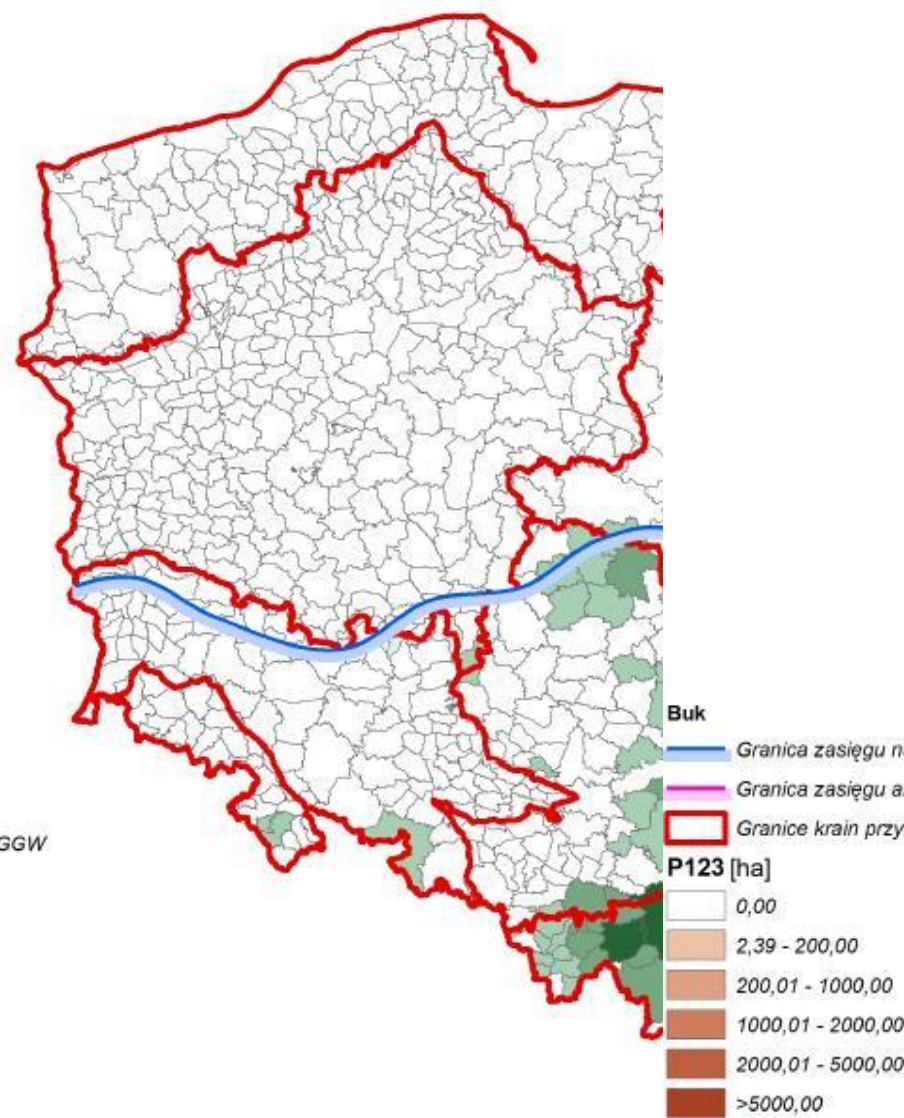 Buk
Granica zasięgu
Granica zasięgu
Granice krain
P123 [ha]
0,00
2,39 - 200,00
200,01 - 1000,00
1000,01 - 2000,00
2000,01 - 5000,00
>5000,00
GGW